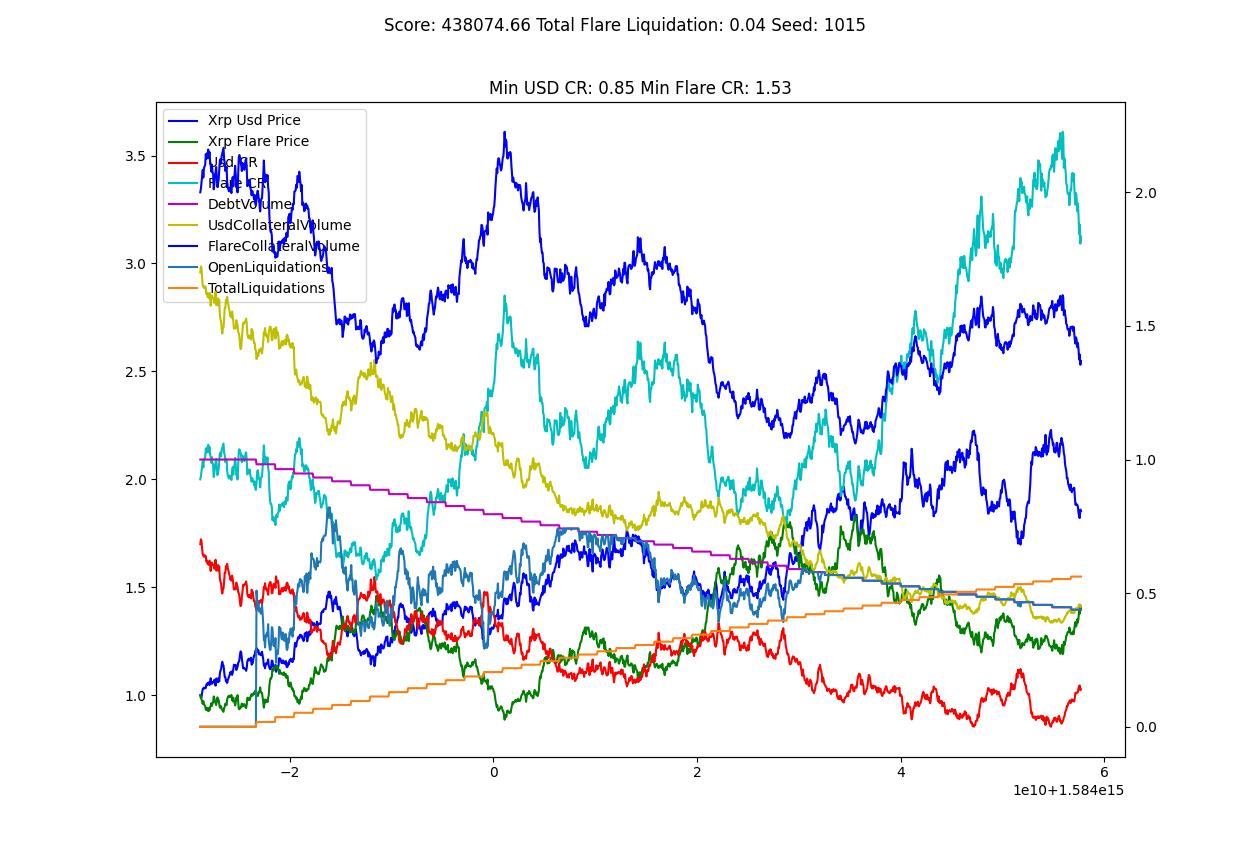 Score: 438074.66 Total Flare Liquidation: 0.04 Seed: 1015
Min USD CR: 0.85 Min Flare CR: 1.53
Xrp Usd Price
Xrp Flare Price
Usd CR
Flare CR
DebtVolume
UsdCollateralVolume
FlareCollateralVolume
OpenLiquidations
TotalLiquidations
3.5
3.0
2.5
2.0
1.5
1.0
2.0
1.5
1.0
0.5
0.0
−2
0
2
4
6
1e10+1.584e15